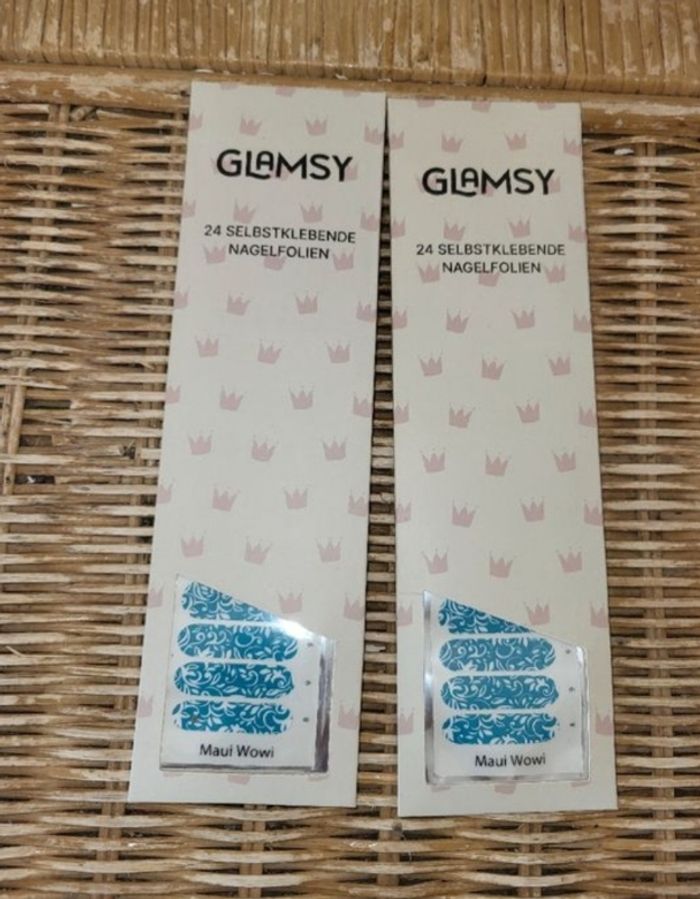 GLAMSY
24 SELBSTKLEBENDE
NAGELFOLIEN
Maui Wowi
GLAMSY
24 SELBSTKLEBENDE
NAGELFOLIEN
Maui Wowi